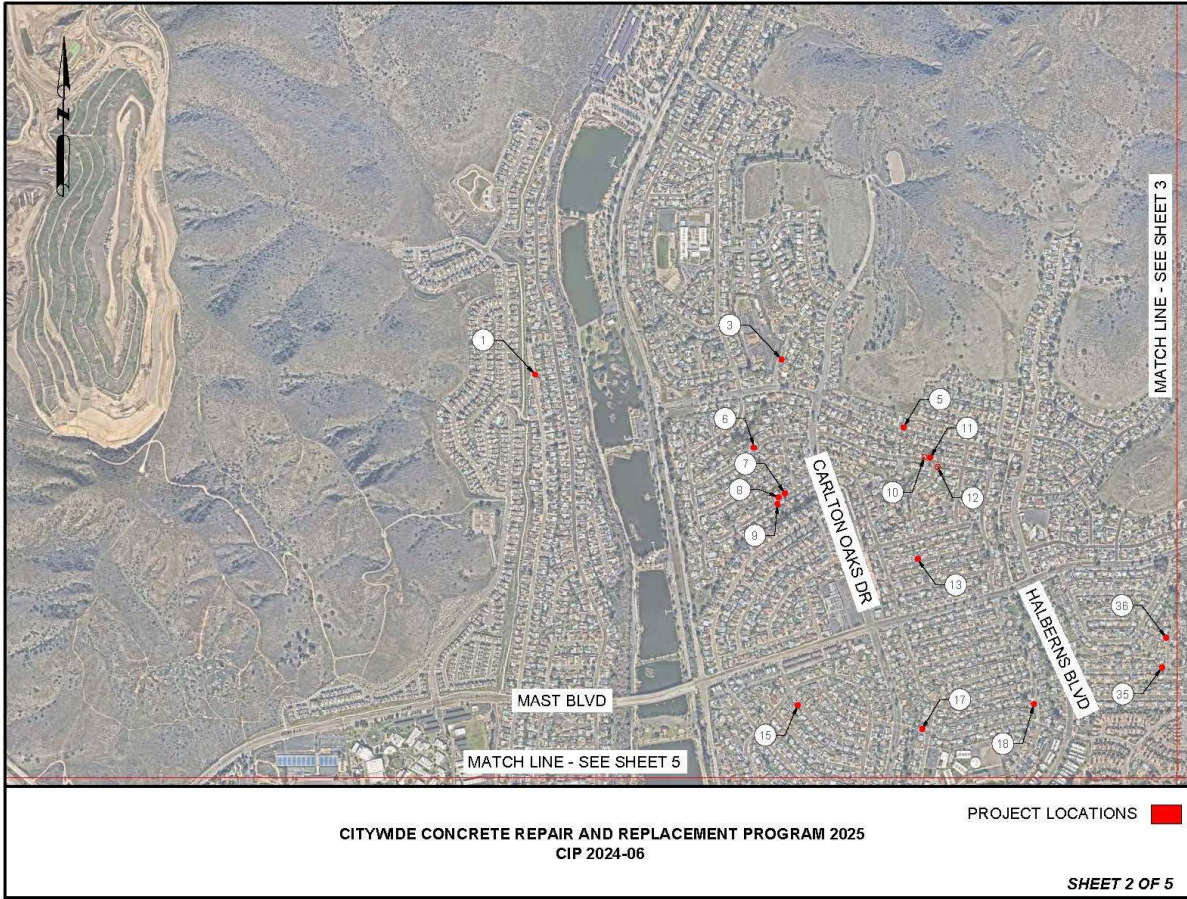 N
MATCH LINE - SEE SHEET 3
1
3
5
6
11
7
8
10
12
9
CARLTON OAKS DR
13
HALBERNS BLVD
36
35
MAST BLVD
17
15
18
MATCH LINE - SEE SHEET 5
PROJECT LOCATIONS
CITYWIDE CONCRETE REPAIR AND REPLACEMENT PROGRAM 2025
CIP 2024-06
SHEET 2 OF 5